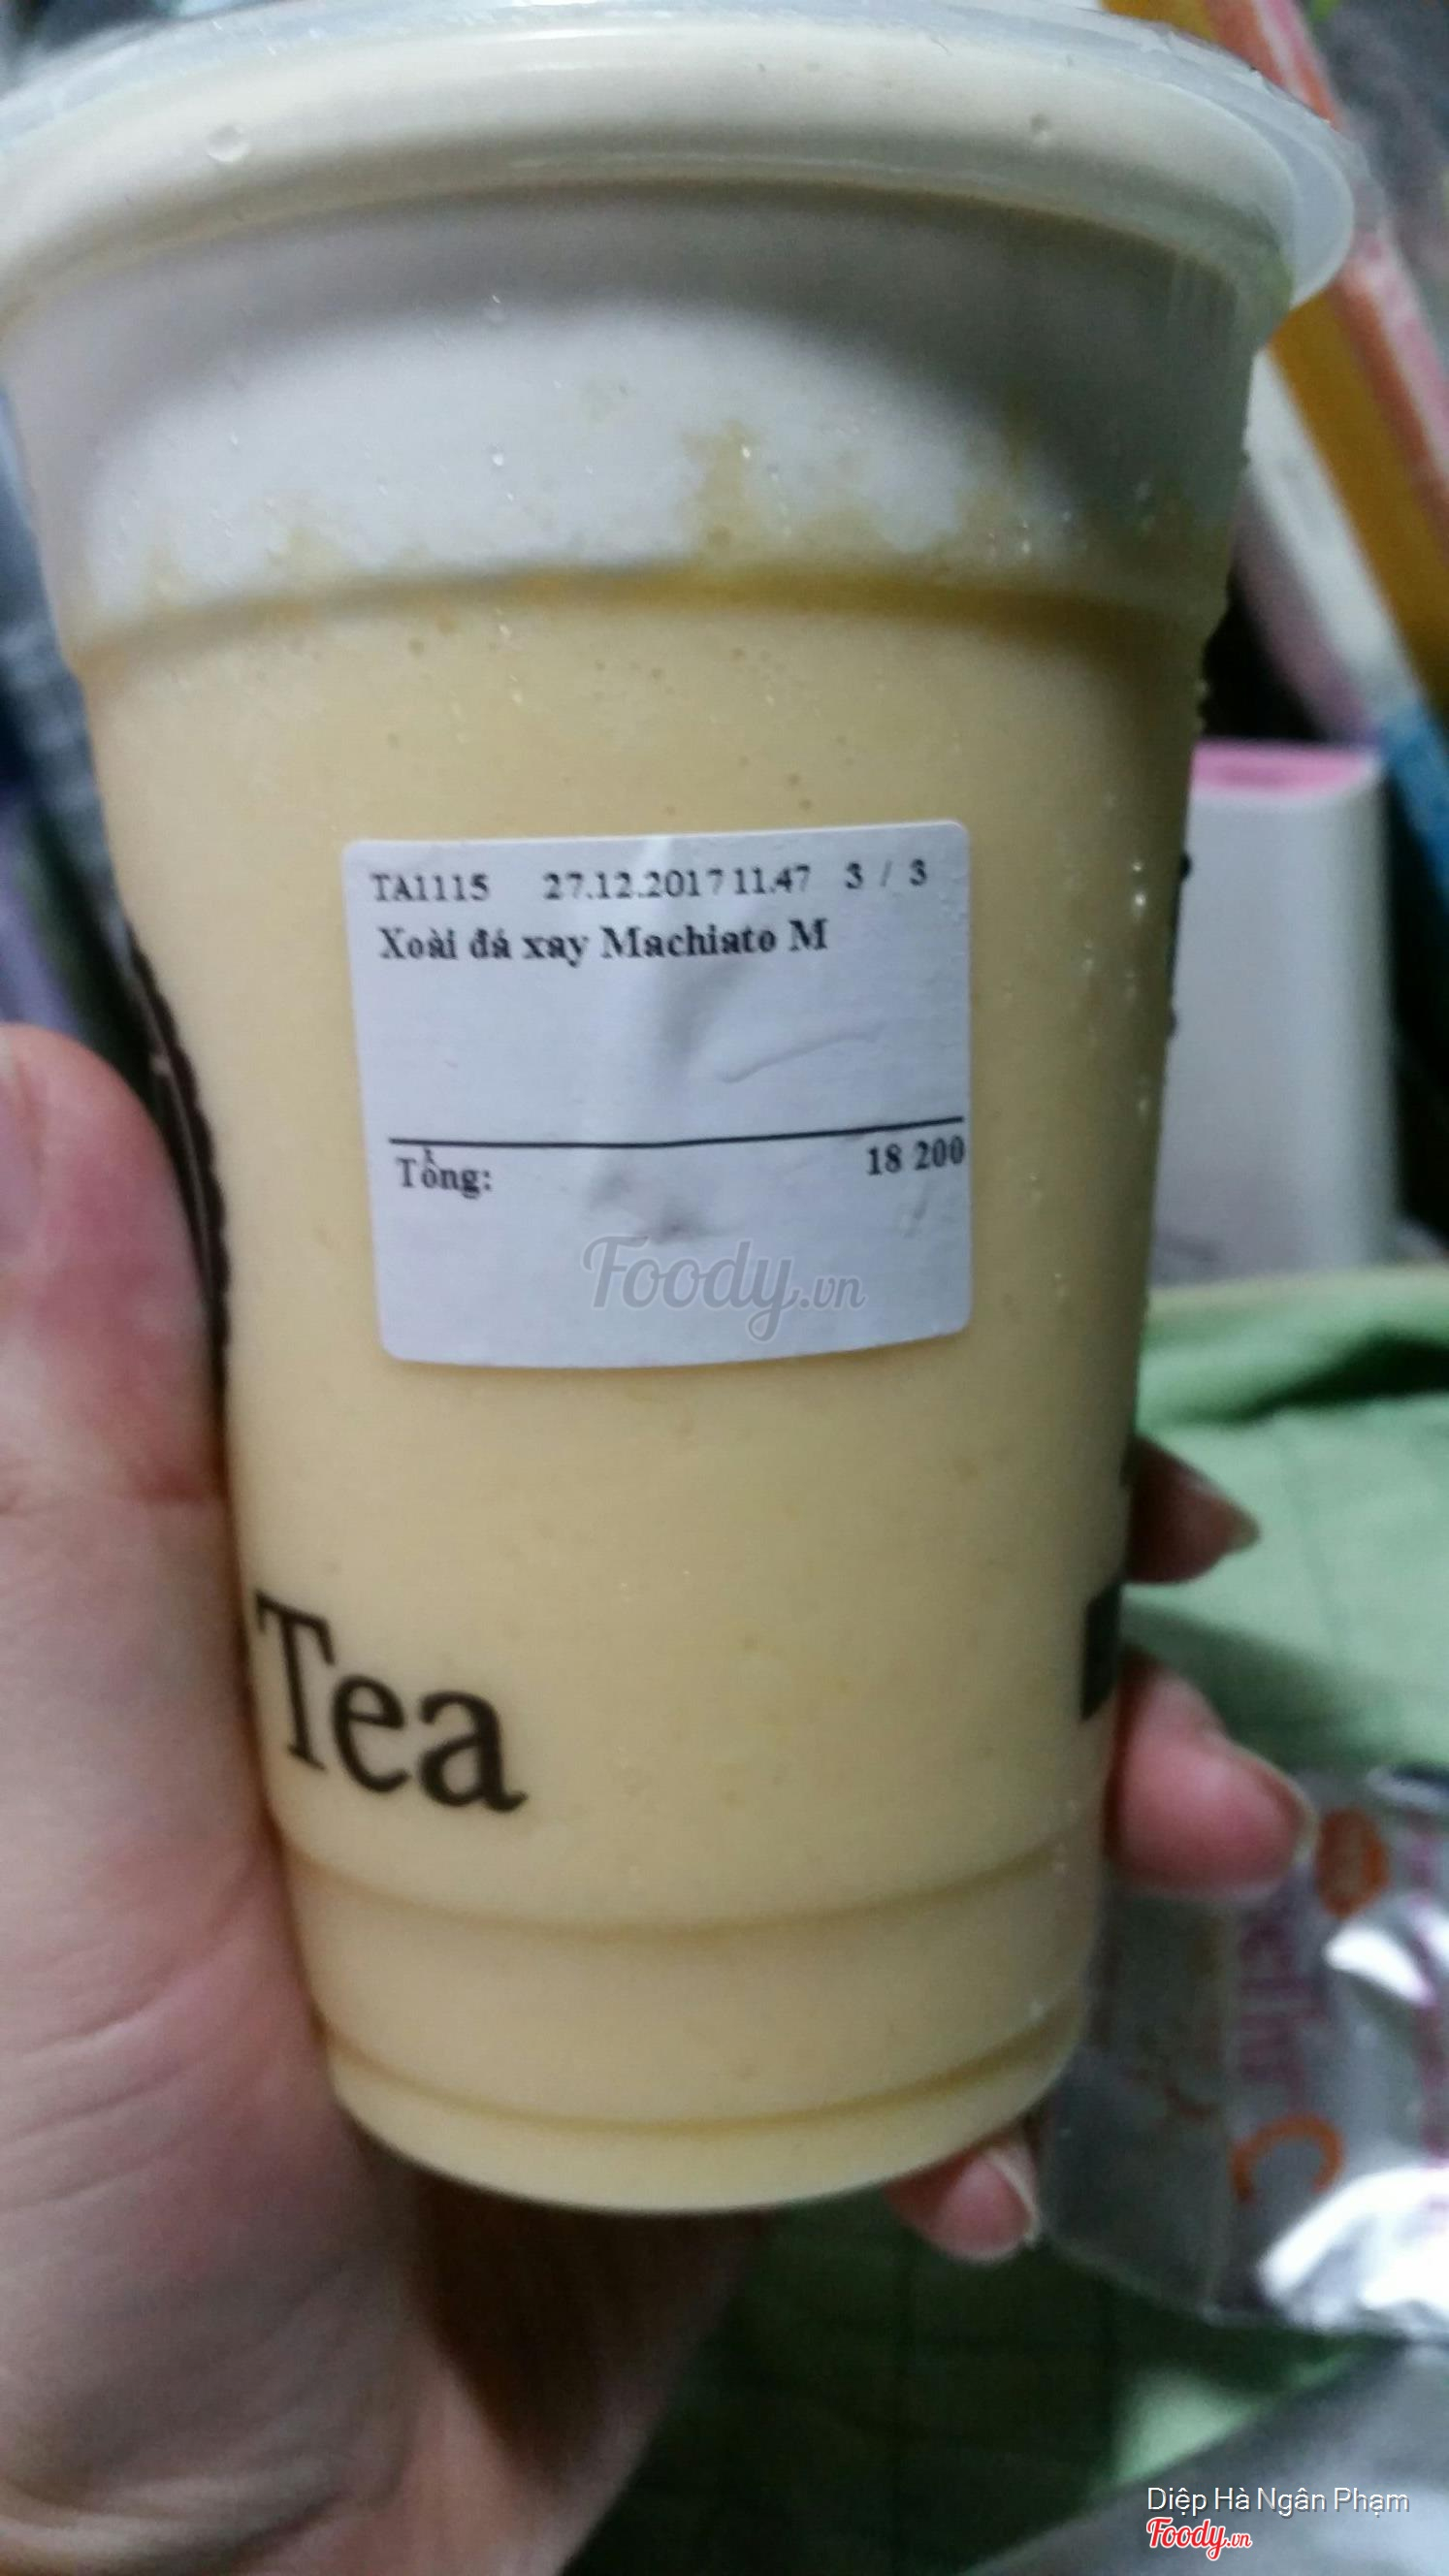 TA1115 27.12.2017 11.47 3 / 3
Xoài đá xay Machiato M
Tổng: 18 200
Foody.vn
Tea
Diệp Hà Ngân Phạm
Foody.vn